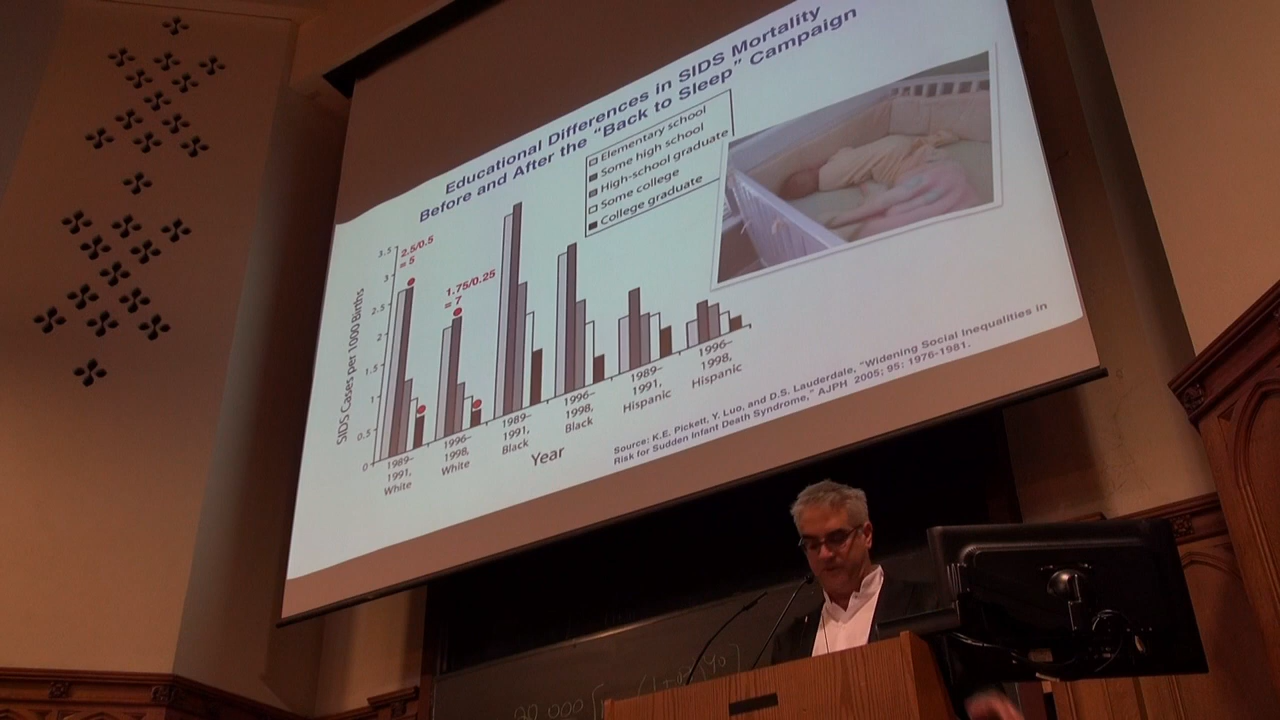 Educational Differences in SIDS Mortality
Before and After the "Back to Sleep" Campaign
Elementary school
Some high school
High-school graduate
Some college
College graduate
SIDS Cases per 1000 Births
3.5
3
2.5
2
1.5
1
0.5
0
2.5/0.5
= 5
1.75/0.25
= 7
1989–
1991,
White
1996–
1998,
White
1989–
1991,
Black
1996–
1998,
Black
1989–
1991,
Hispanic
1996–
1998,
Hispanic
Year
Source: K.E. Pickett, Y. Luo, and D.S. Lauderdale, "Widening Social Inequalities in
Risk for Sudden Infant Death Syndrome," AJPH 2005; 95: 1976-1981.